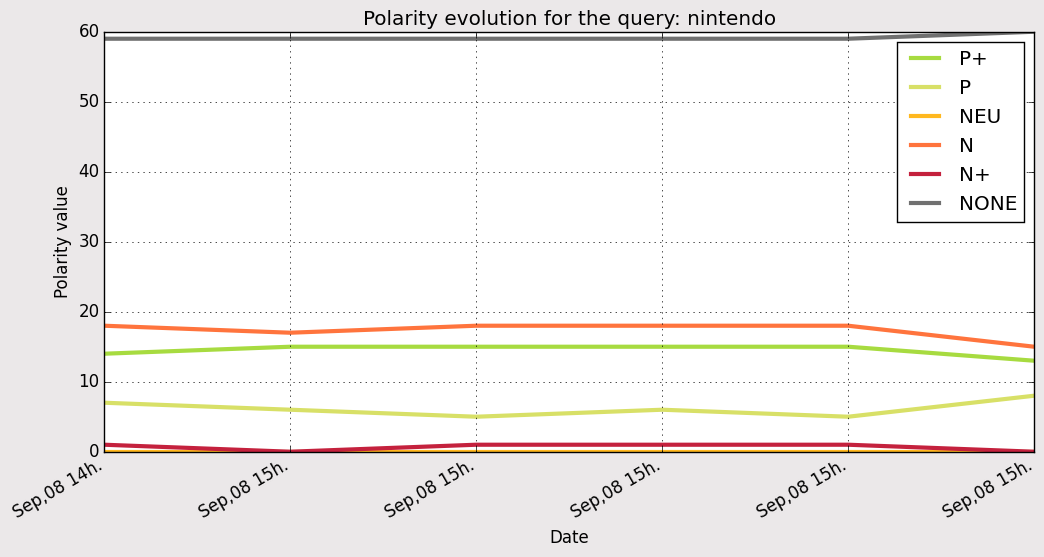 Polarity evolution for the query: nintendo
60
50
40
30
20
10
0
Polarity value
P+
P
NEU
N
N+
NONE
Sep,08 14h.
Sep,08 15h.
Sep,08 15h.
Sep,08 15h.
Sep,08 15h.
Sep,08 15h.
Date